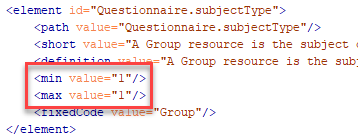 <element id="Questionnaire.subjectType">
<path value="Questionnaire.subjectType"/>
<short value="A Group resource is the subject
<definition value="A Group resource is the sub
<min value="1"/>
<max value="1"/>
<fixedCode value="Group"/>
</element>